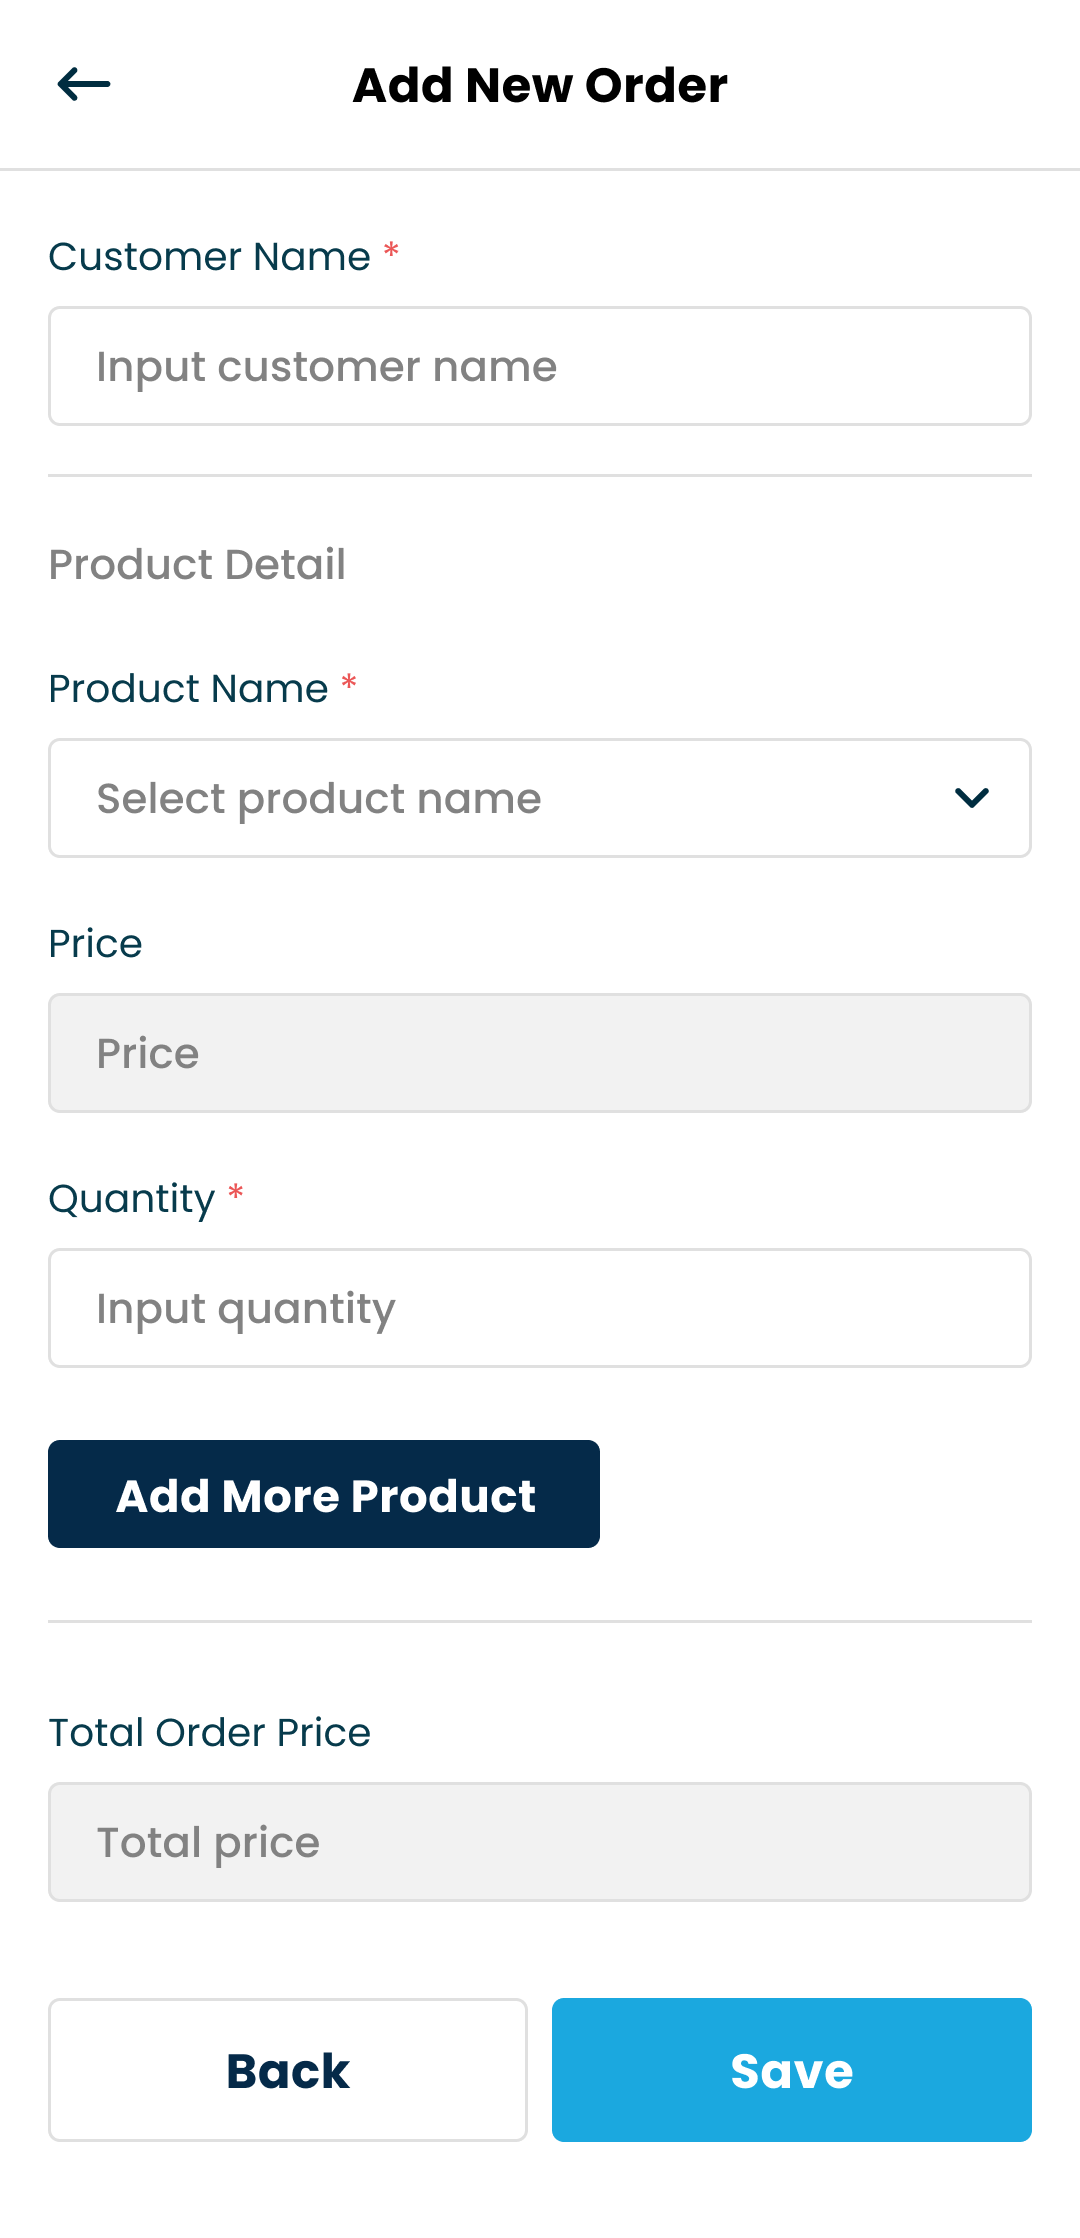 Add New Order
Customer Name *
Input customer name
Product Detail
Product Name *
Select product name
Price
Price
Quantity *
Input quantity
Add More Product
Total Order Price
Total price
Back
Save